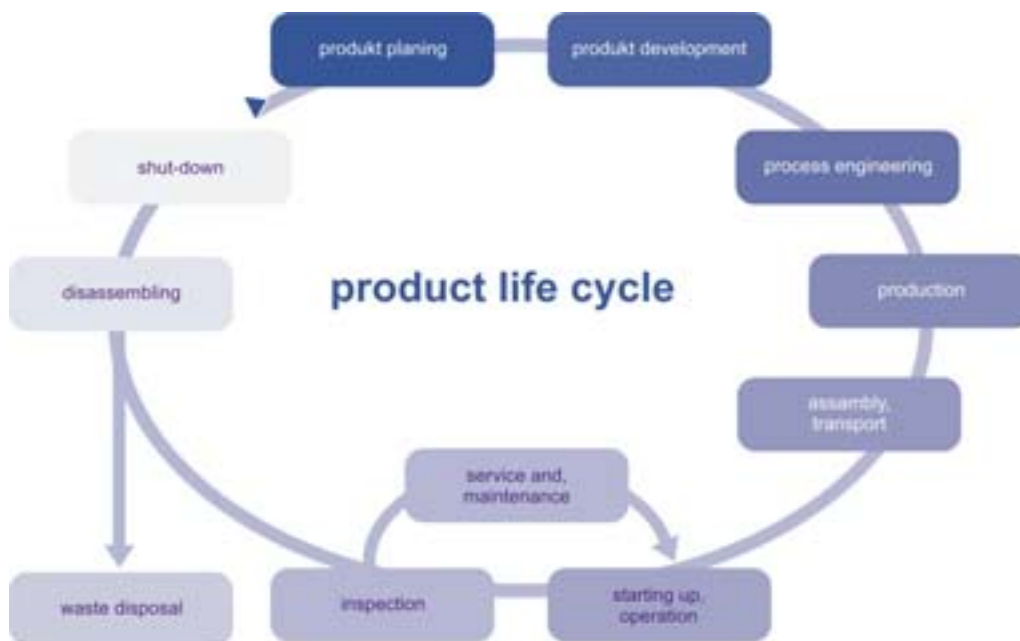 produkt planing
produkt development
shut-down
process engineering
disassembling
product life cycle
production
assambly,
transport
service and,
maintenance
waste disposal
inspection
starting up,
operation